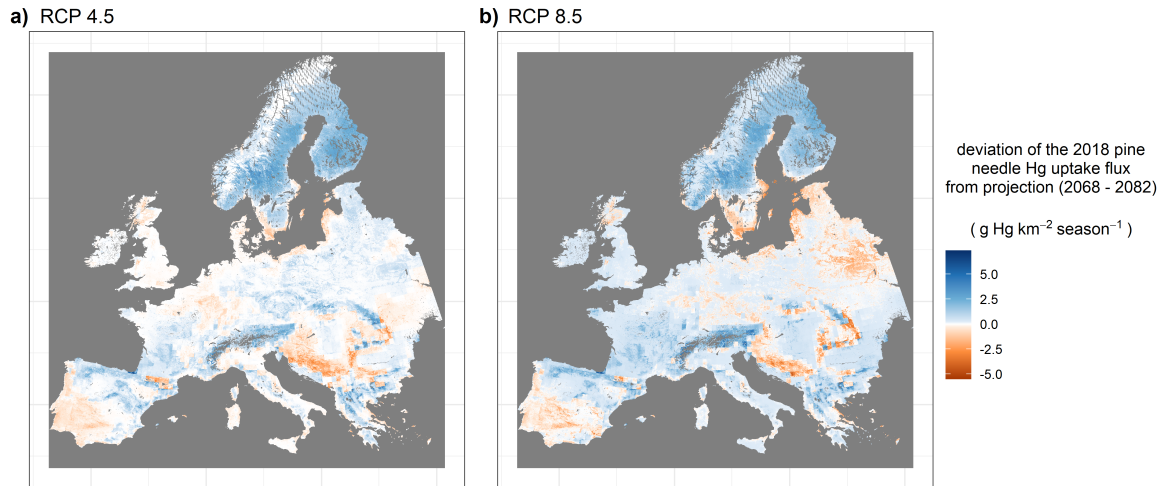 a) RCP 4.5
b) RCP 8.5
deviation of the 2018 pine
needle Hg uptake flux
from projection (2068 - 2082)
( g Hg km⁻² season⁻¹ )
5.0
2.5
0.0
-2.5
-5.0